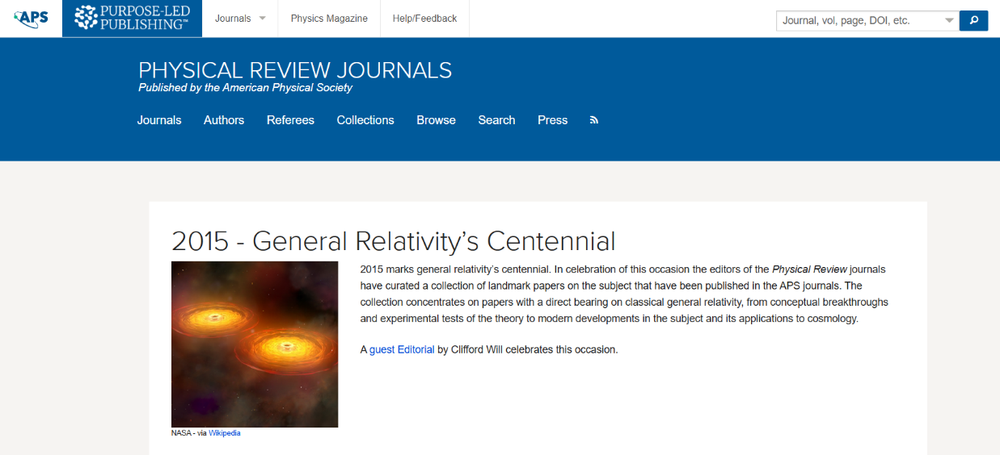 APS
PURPOSE-LED
PUBLISHING™
Journals
Physics Magazine
Help/Feedback
Journal, vol, page, DOI, etc.
PHYSICAL REVIEW JOURNALS
Published by the American Physical Society
Journals Authors Referees Collections Browse Search Press
2015 - General Relativity’s Centennial
2015 marks general relativity’s centennial. In celebration of this occasion the editors of the Physical Review journals
have curated a collection of landmark papers on the subject that have been published in the APS journals. The
collection concentrates on papers with a direct bearing on classical general relativity, from conceptual breakthroughs
and experimental tests of the theory to modern developments in the subject and its applications to cosmology.
A guest Editorial by Clifford Will celebrates this occasion.
NASA - via Wikipedia